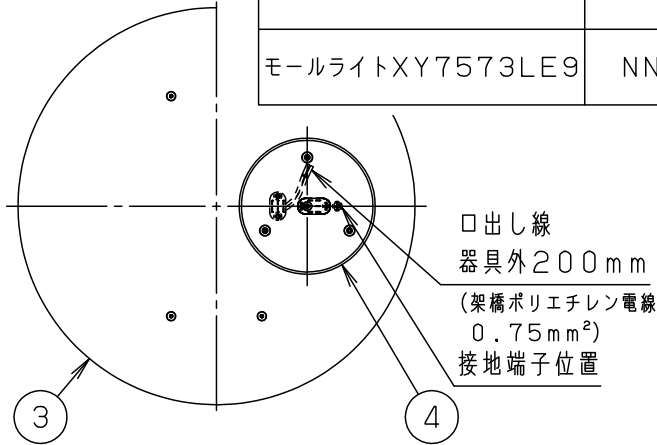 モールライトXY7573LE9 NN
口出し線
器具外200mm
(架橋ポリエチレン電線
0.75mm²)
接地端子位置
3 4